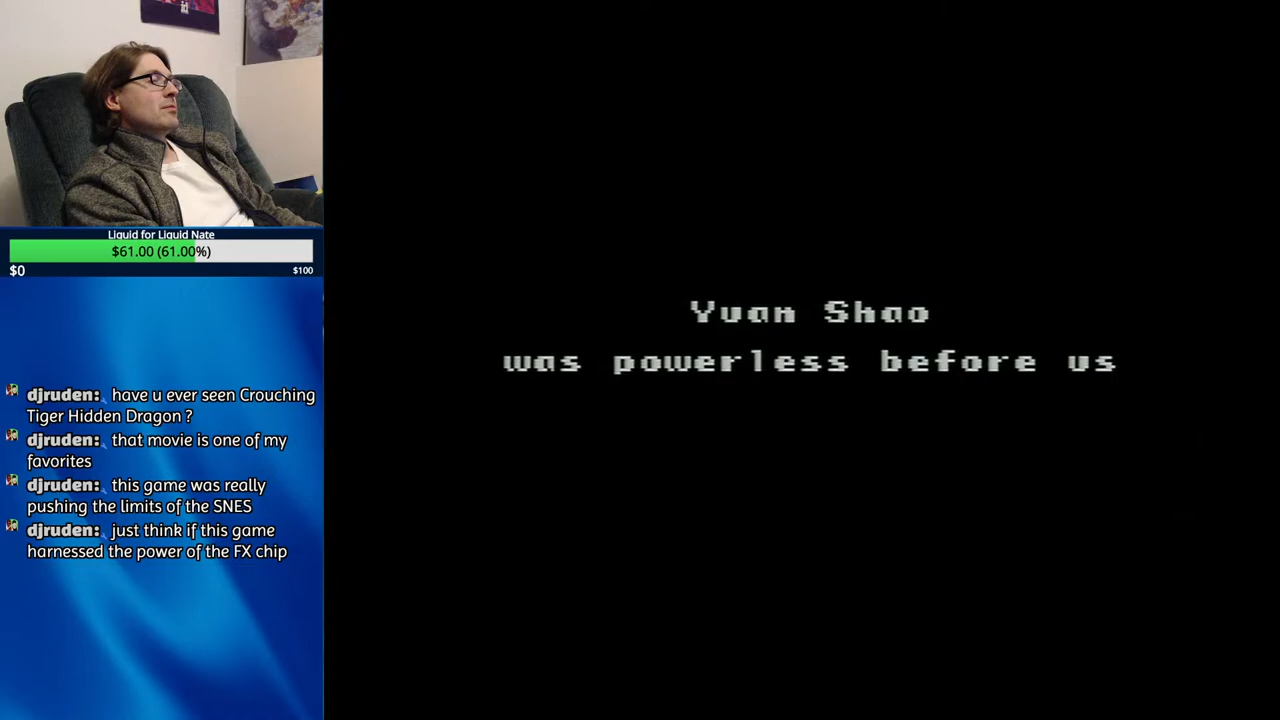 Liquid for Liquid Nate
$61.00 (61.00%)
$0
$100
djruden: have u ever seen Crouching
Tiger Hidden Dragon ?
djruden: that movie is one of my
favorites
djruden: this game was really
pushing the limits of the SNES
djruden: just think if this game
harnessed the power of the FX chip
Yuan Shao
was powerless before us